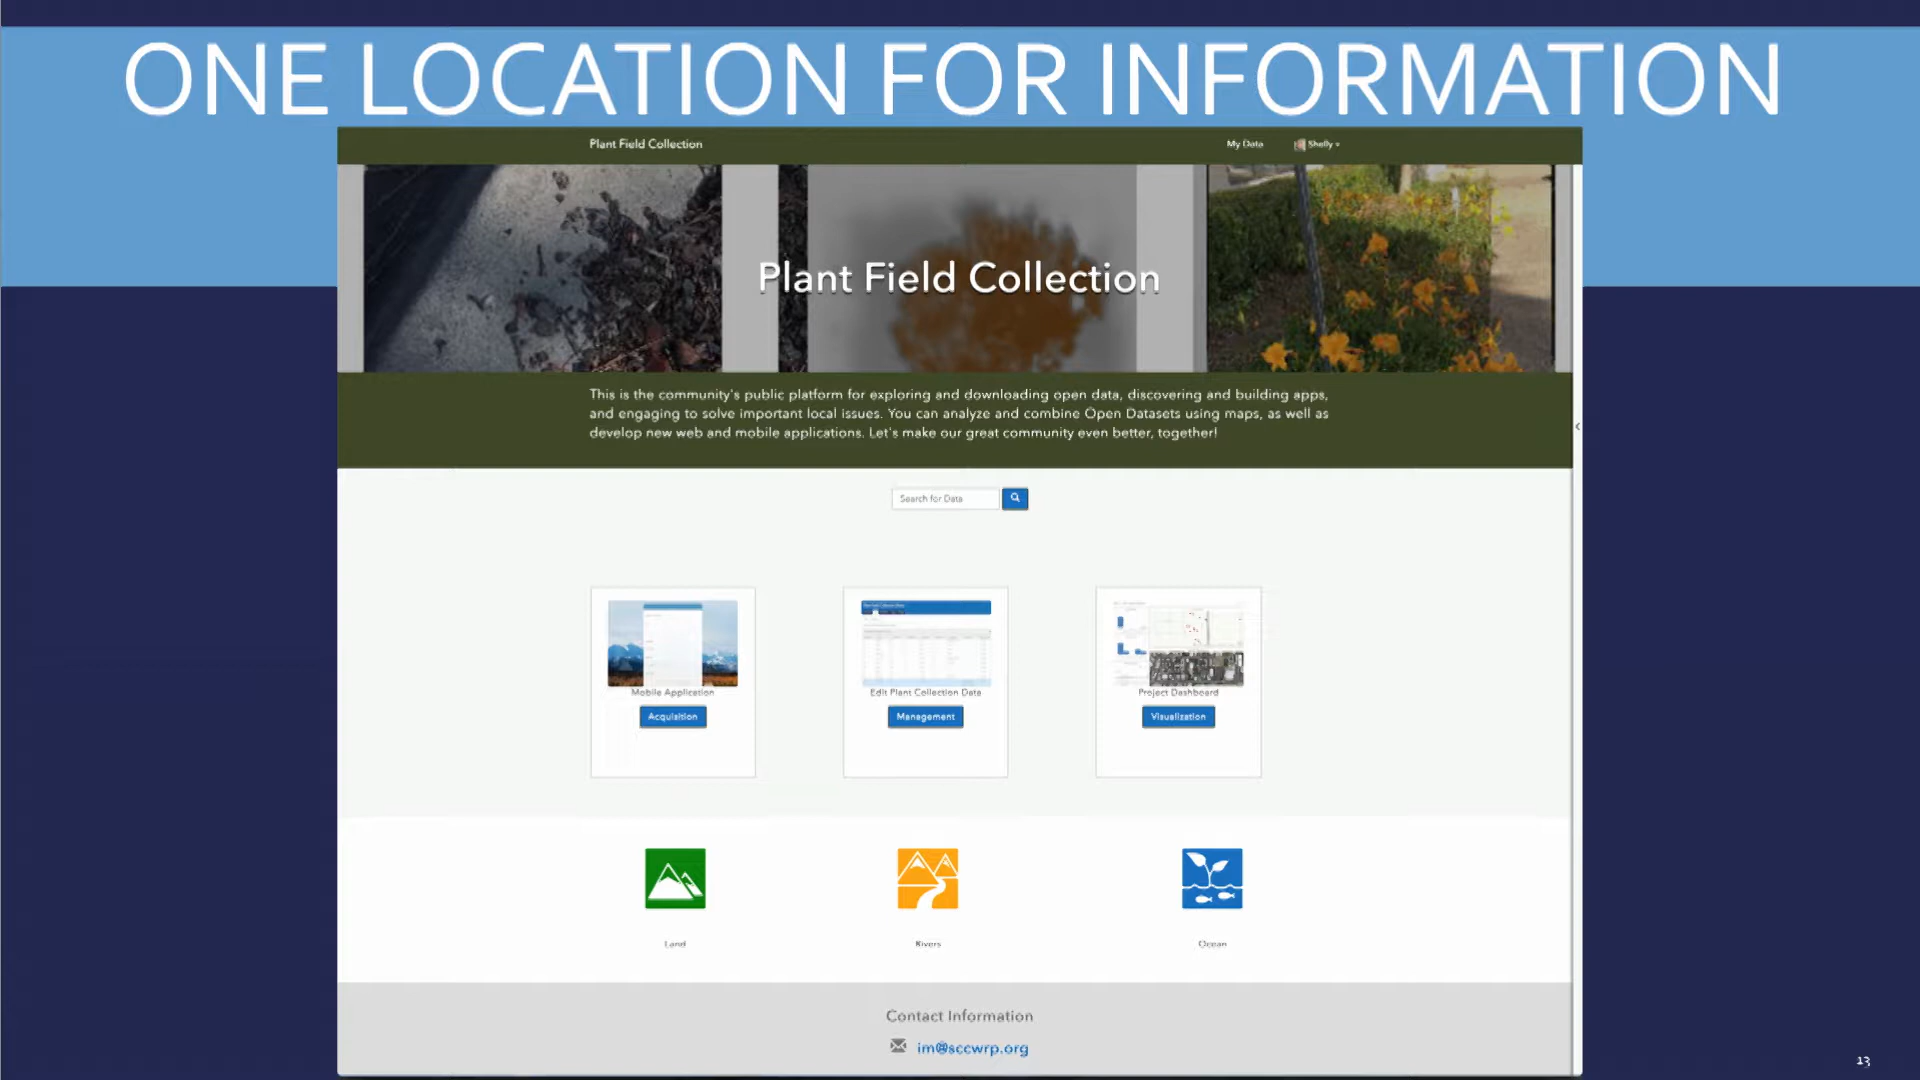 ONE LOCATION FOR INFORMATION
Plant Field Collection
My Data
Shelly
Plant Field Collection
This is the community's public platform for exploring and downloading open data, discovering and building apps,
and engaging to solve important local issues. You can analyze and combine Open Datasets using maps, as well as
develop new web and mobile applications. Let's make our great community even better, together!
Search for Data
Mobile Application
Edit Plant Collection Data
Project Dashboard
Acquisition
Management
Visualization
Land
Rivers
Ocean
Contact Information
im@sccwrp.org
13